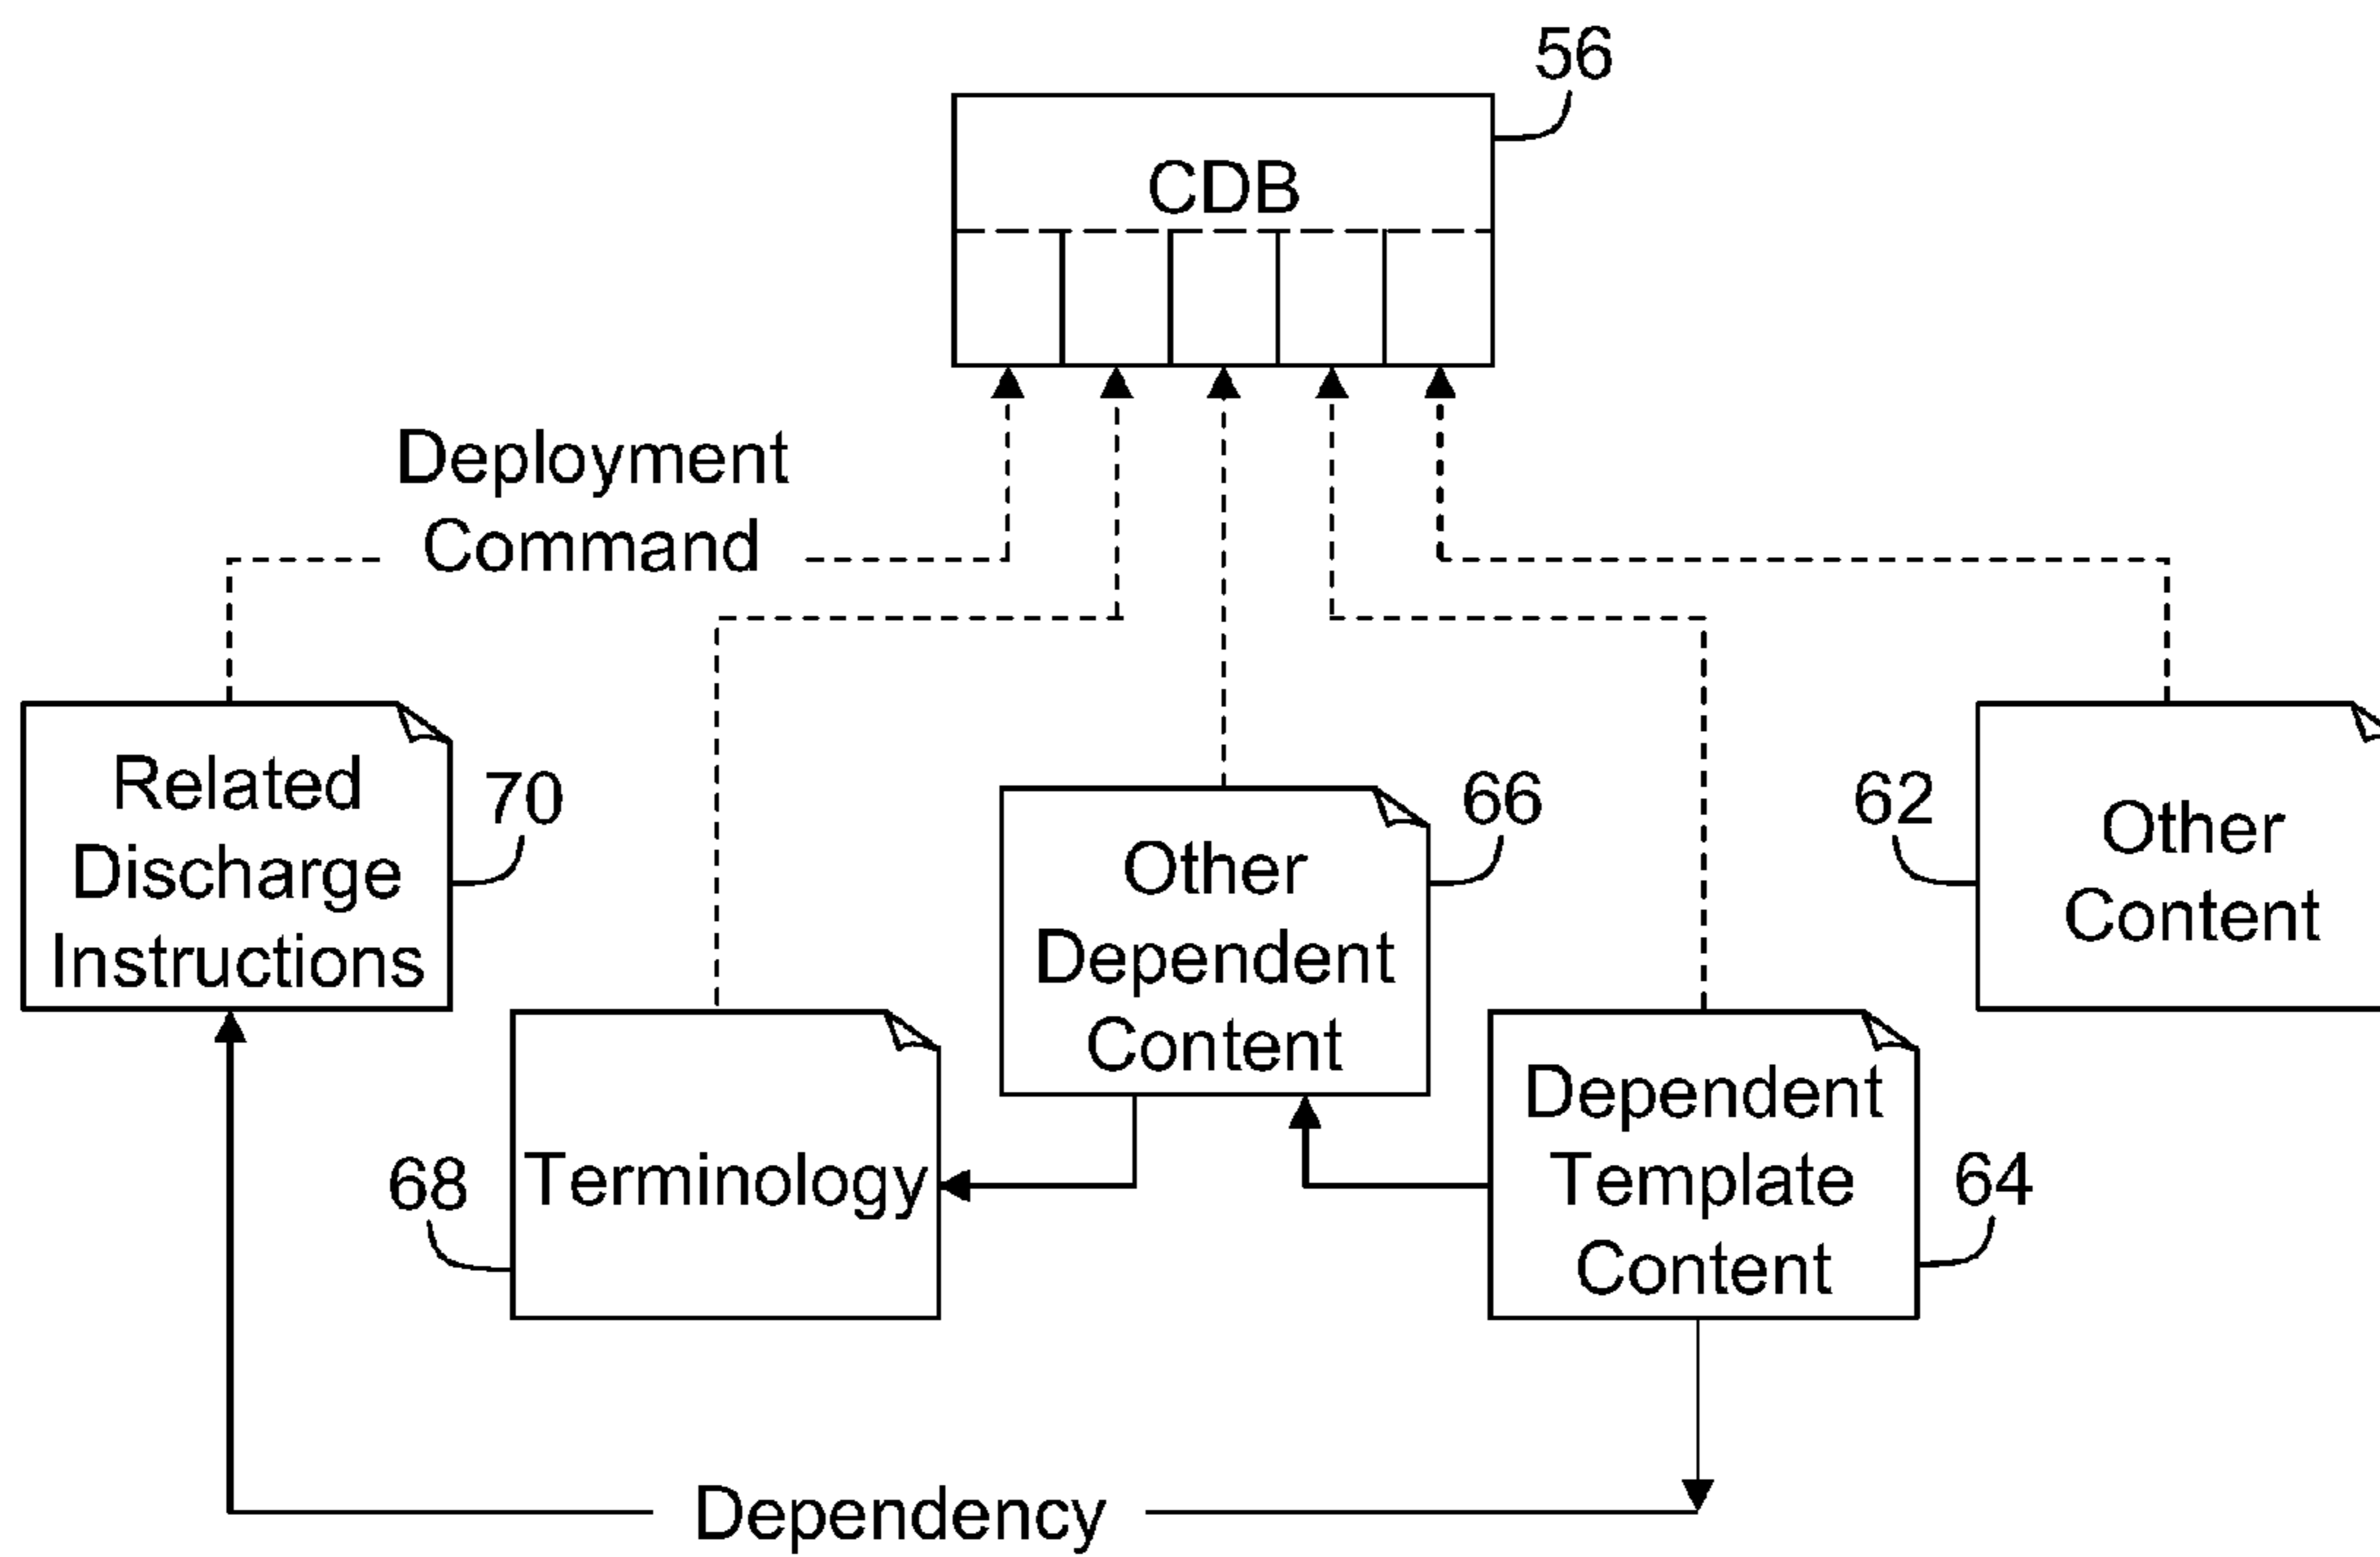 56
CDB
Deployment
Command
Related
Discharge
Instructions
70
Other
Dependent
Content
66
62
Other
Content
68
Terminology
Dependent
Template
Content
64
Dependency